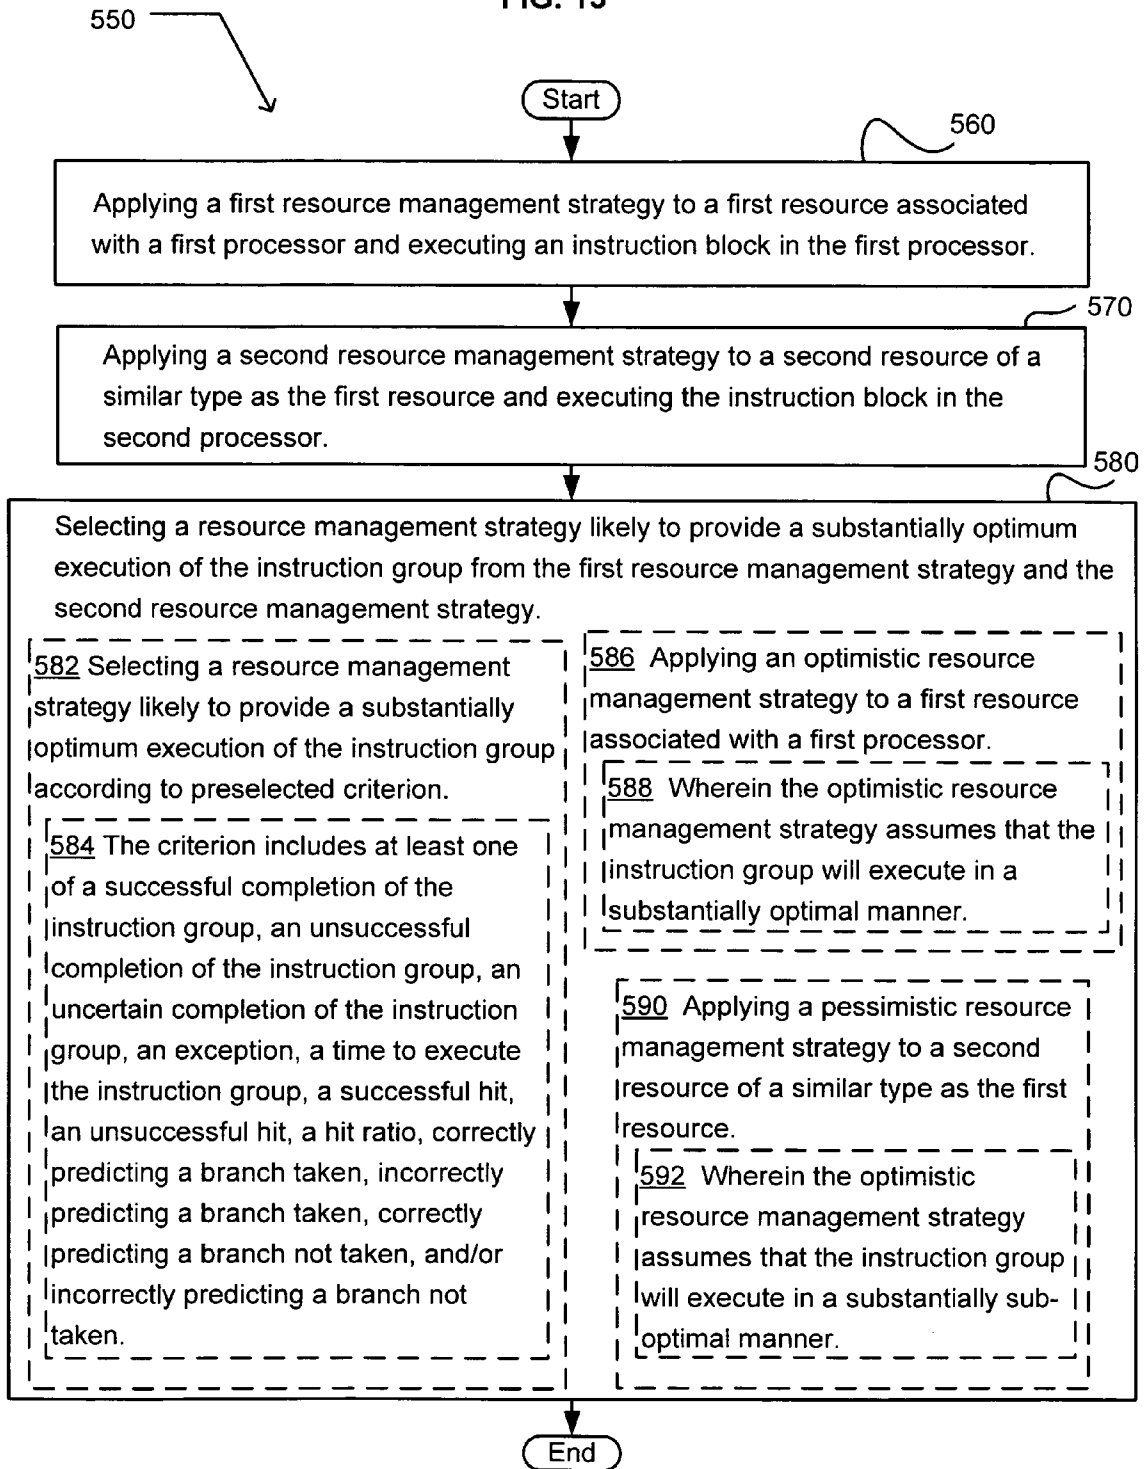 550
Start
560
Applying a first resource management strategy to a first resource associated
with a first processor and executing an instruction block in the first processor.
570
Applying a second resource management strategy to a second resource of a
similar type as the first resource and executing the instruction block in the
second processor.
580
Selecting a resource management strategy likely to provide a substantially optimum
execution of the instruction group from the first resource management strategy and the
second resource management strategy.
582 Selecting a resource management
strategy likely to provide a substantially
optimum execution of the instruction group
according to preselected criterion.
584 The criterion includes at least one
of a successful completion of the
instruction group, an unsuccessful
completion of the instruction group, an
uncertain completion of the instruction
group, an exception, a time to execute
the instruction group, a successful hit,
an unsuccessful hit, a hit ratio, correctly
predicting a branch taken, incorrectly
predicting a branch taken, correctly
predicting a branch not taken, and/or
incorrectly predicting a branch not
taken.
586 Applying an optimistic resource
management strategy to a first resource
associated with a first processor.
588 Wherein the optimistic resource
management strategy assumes that the
instruction group will execute in a
substantially optimal manner.
590 Applying a pessimistic resource
management strategy to a second
resource of a similar type as the first
resource.
592 Wherein the optimistic
resource management strategy
assumes that the instruction group
will execute in a substantially sub-
optimal manner.
End